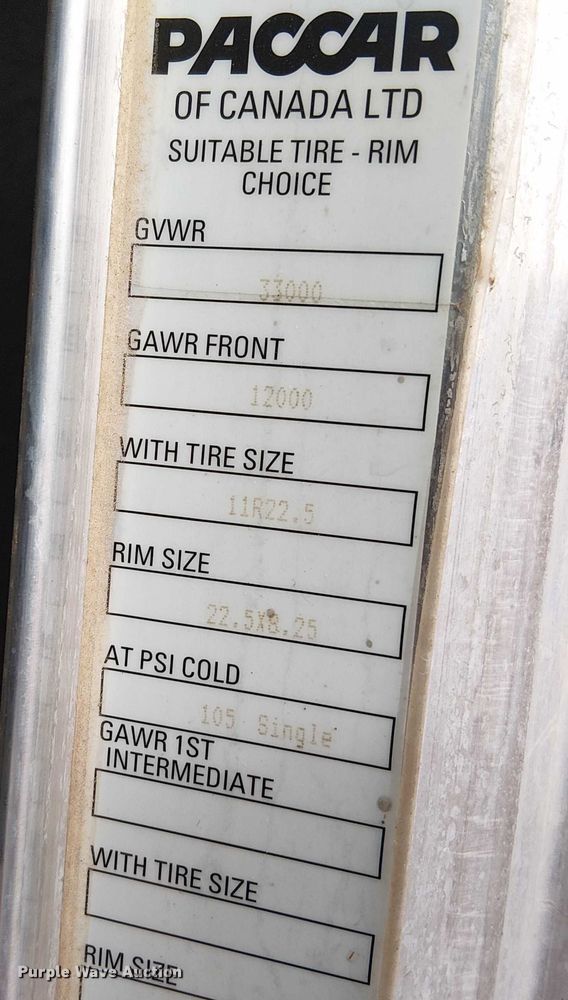 PACCAR
OF CANADA LTD
SUITABLE TIRE - RIM
CHOICE
GVWR
33000
GAWR FRONT
12000
WITH TIRE SIZE
11R22.5
RIM SIZE
22.5X8.25
AT PSI COLD
105 Single
GAWR 1ST
INTERMEDIATE
WITH TIRE SIZE
RIM SIZE
Purple Wave Auction